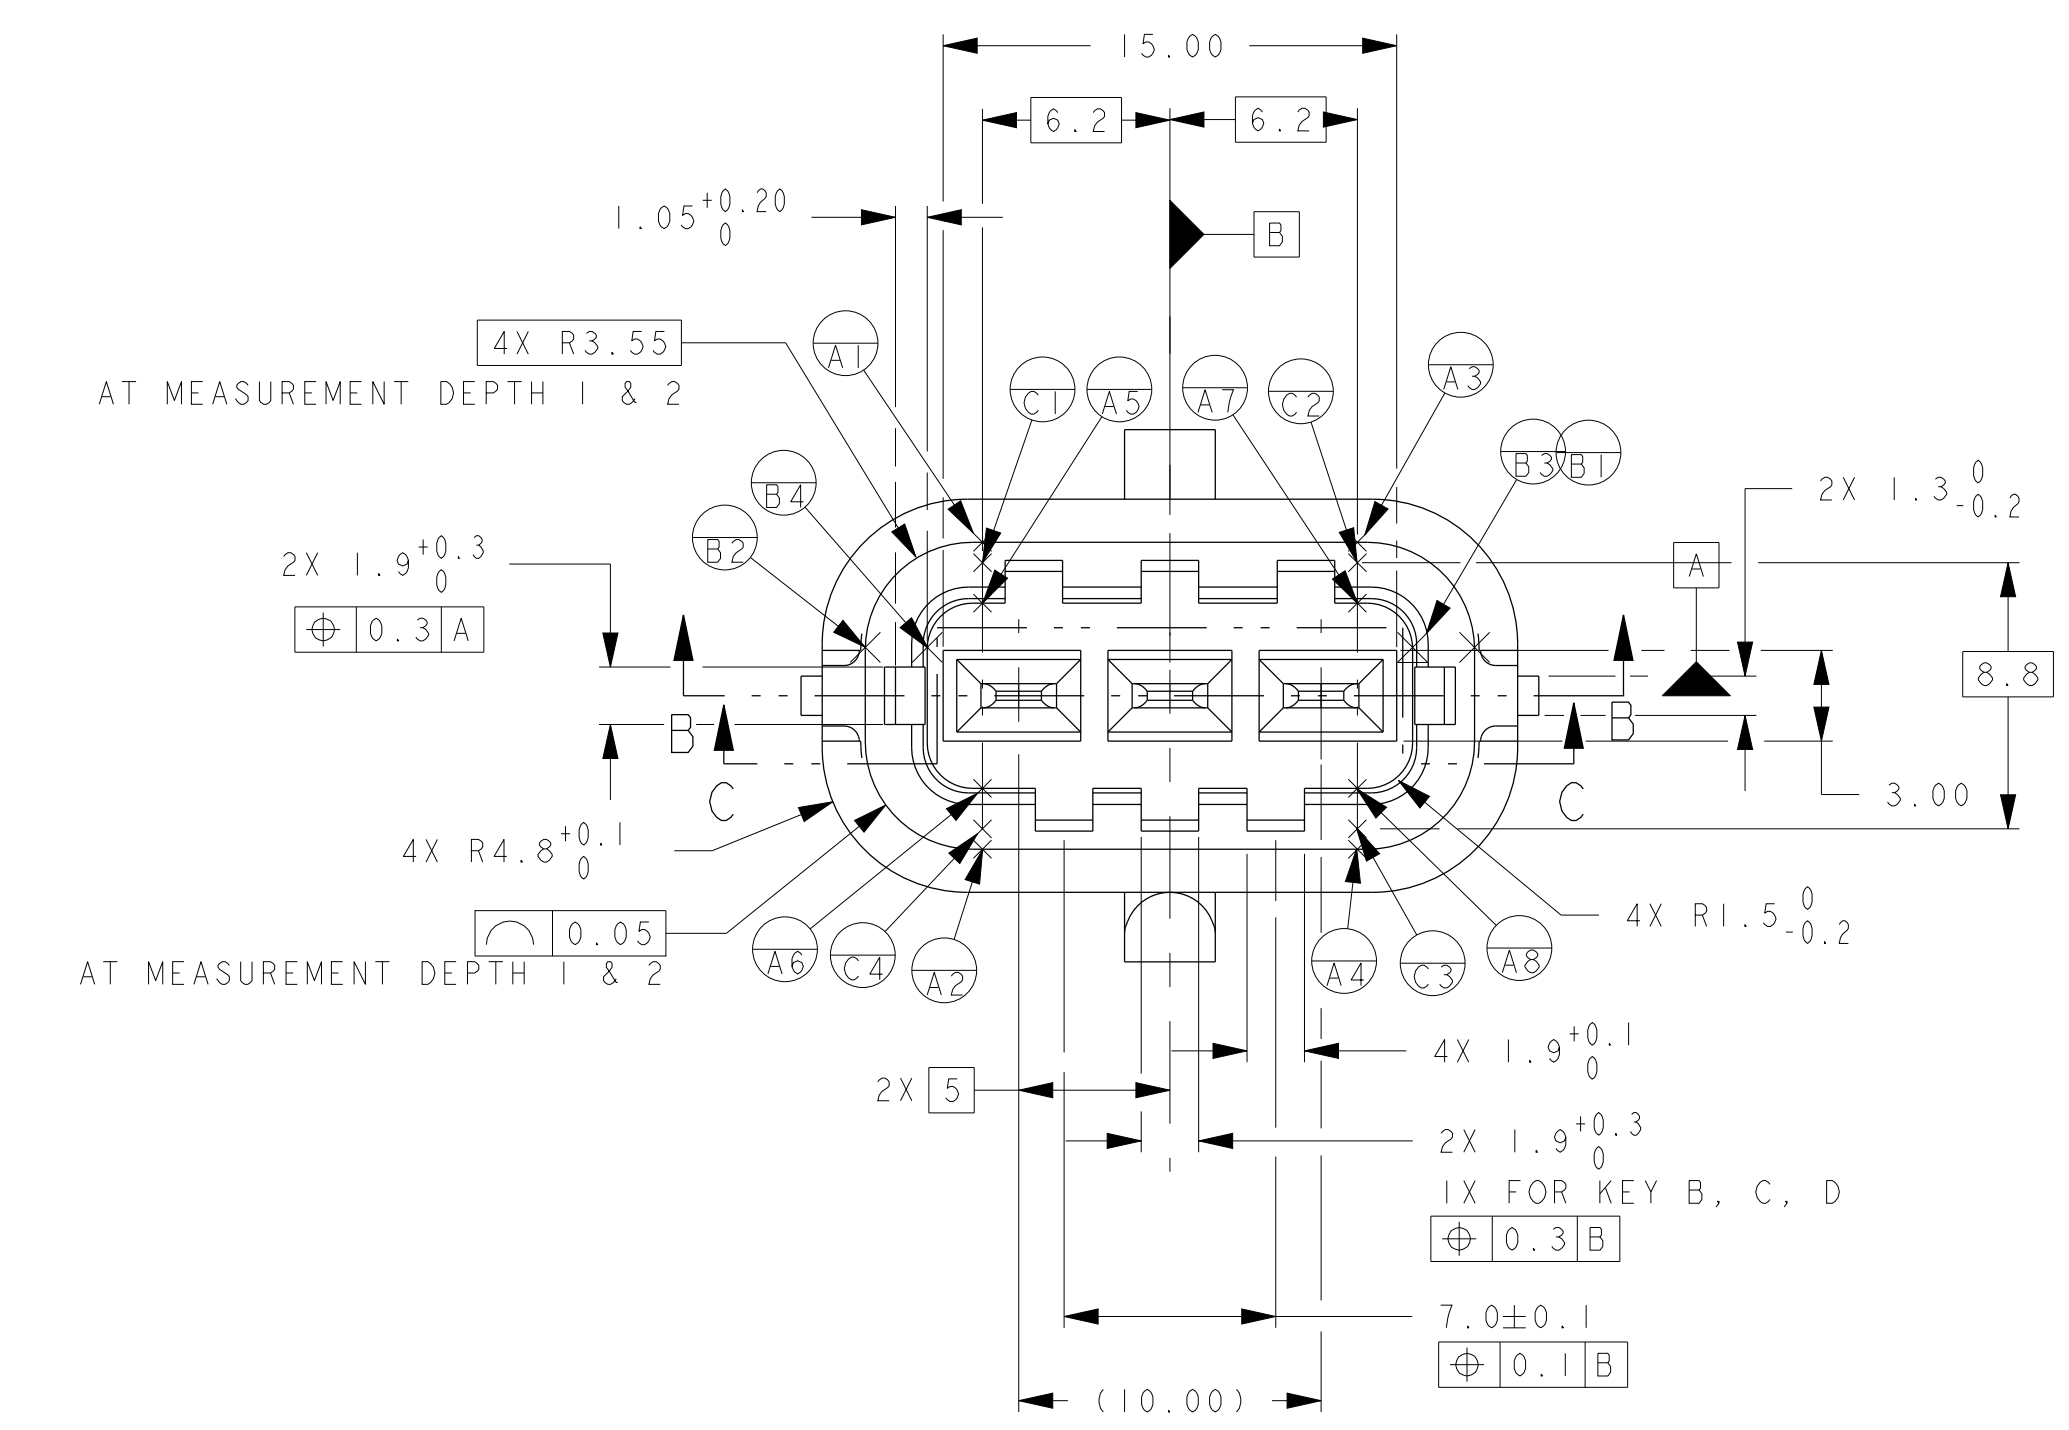 15.00
6.2 6.2
1.05 +0.20 0
B
4X R3.55
AT MEASUREMENT DEPTH 1 & 2
A1
C1 A5 A7 C2
A3
B4
B2
B3 B1
2X 1.3 0 -0.2
2X 1.9 +0.3 0
0.3 A
A
8.8
B B
C C
3.00
4X R4.8 +0.1 0
0.05
AT MEASUREMENT DEPTH 1 & 2
A6 C4 A2 A4 C3 A8
4X R1.5 0 -0.2
4X 1.9 +0.1 0
2X 5
2X 1.9 +0.3 0
1X FOR KEY B, C, D
0.3 B
7.0±0.1
0.1 B
(10.00)